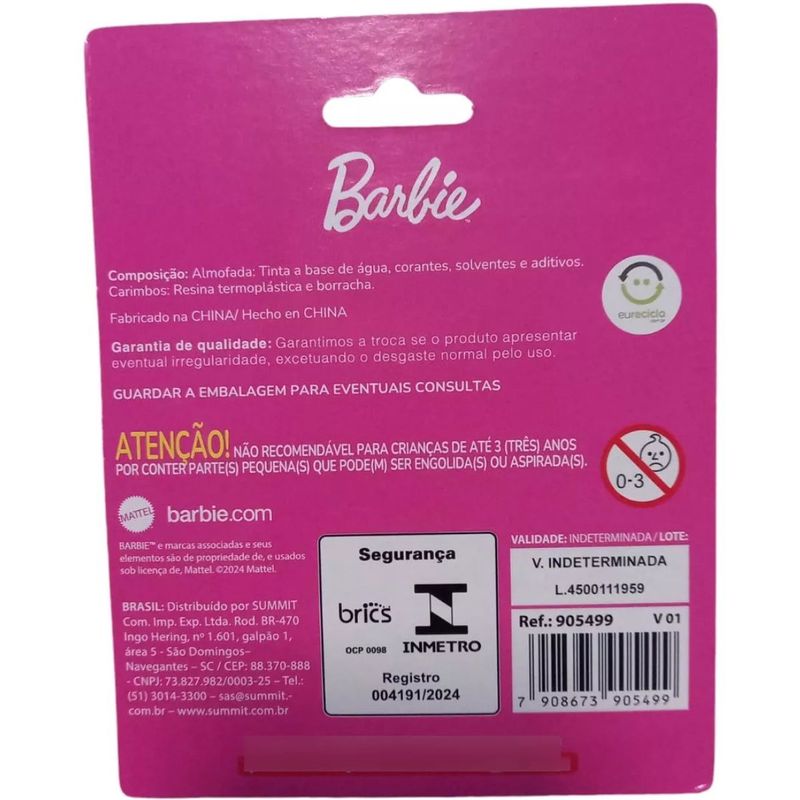 Barbie
Composição: Almofada: Tinta a base de água, corantes, solventes e aditivos.
Carimbos: Resina termoplástica e borracha.
eurecicla
Fabricado na CHINA/ Hecho en CHINA
Garantia de qualidade: Garantimos a troca se o produto apresentar
eventual irregularidade, excetuando o desgaste normal pelo uso.
GUARDAR A EMBALAGEM PARA EVENTUAIS CONSULTAS
ATENÇÃO! NÃO RECOMENDÁVEL PARA CRIANÇAS DE ATÉ 3 (TRÊS) ANOS
POR CONTER PARTE(S) PEQUENA(S) QUE PODE(M) SER ENGOLIDA(S) OU ASPIRADA(S).
0-3
MATTEL barbie.com
BARBIE™ e marcas associadas e seus
elementos são de propriedade de, e usados
sob licença de, Mattel. ©2024 Mattel.
BRASIL: Distribuído por SUMMIT
Com. Imp. Exp. Ltda. Rod. BR-470
Ingo Hering, nº 1.601, galpão 1,
área 5 - São Domingos–
Navegantes – SC / CEP: 88.370-888
- CNPJ: 73.827.982/0003-25 – Tel.:
(51) 3014-3300 – sas@summit.-
com.br – www.summit.com.br
Segurança
brics
OCP 0098
INMETRO
Registro
004191/2024
VALIDADE: INDETERMINADA / LOTE:
V. INDETERMINADA
L.4500111959
Ref.: 905499 V 01
7 908673 905499